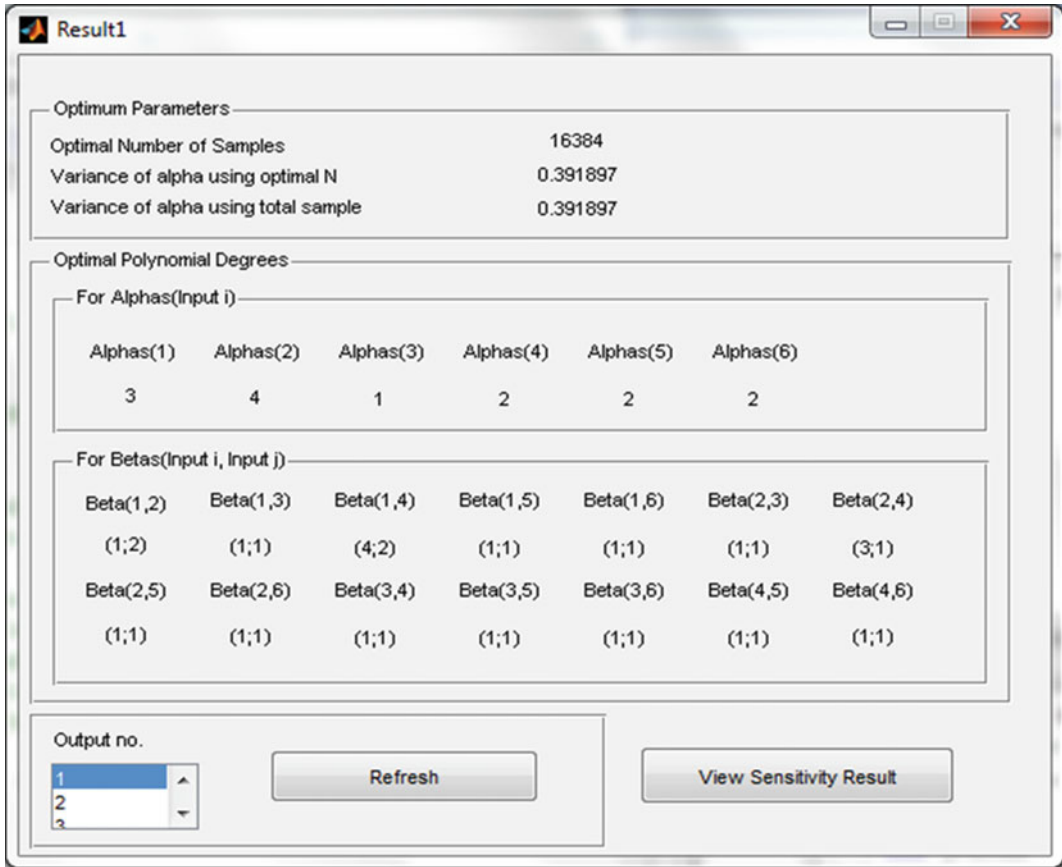 Result1
Optimum Parameters
Optimal Number of Samples 16384
Variance of alpha using optimal N 0.391897
Variance of alpha using total sample 0.391897
Optimal Polynomial Degrees
For Alphas(Input i)
Alphas(1) Alphas(2) Alphas(3) Alphas(4) Alphas(5) Alphas(6)
3 4 1 2 2 2
For Betas(Input i, Input j)
Beta(1,2) Beta(1,3) Beta(1,4) Beta(1,5) Beta(1,6) Beta(2,3) Beta(2,4)
(1;2) (1;1) (4;2) (1;1) (1;1) (1;1) (3;1)
Beta(2,5) Beta(2,6) Beta(3,4) Beta(3,5) Beta(3,6) Beta(4,5) Beta(4,6)
(1;1) (1;1) (1;1) (1;1) (1;1) (1;1) (1;1)
Output no.
1
2
3
Refresh
View Sensitivity Result